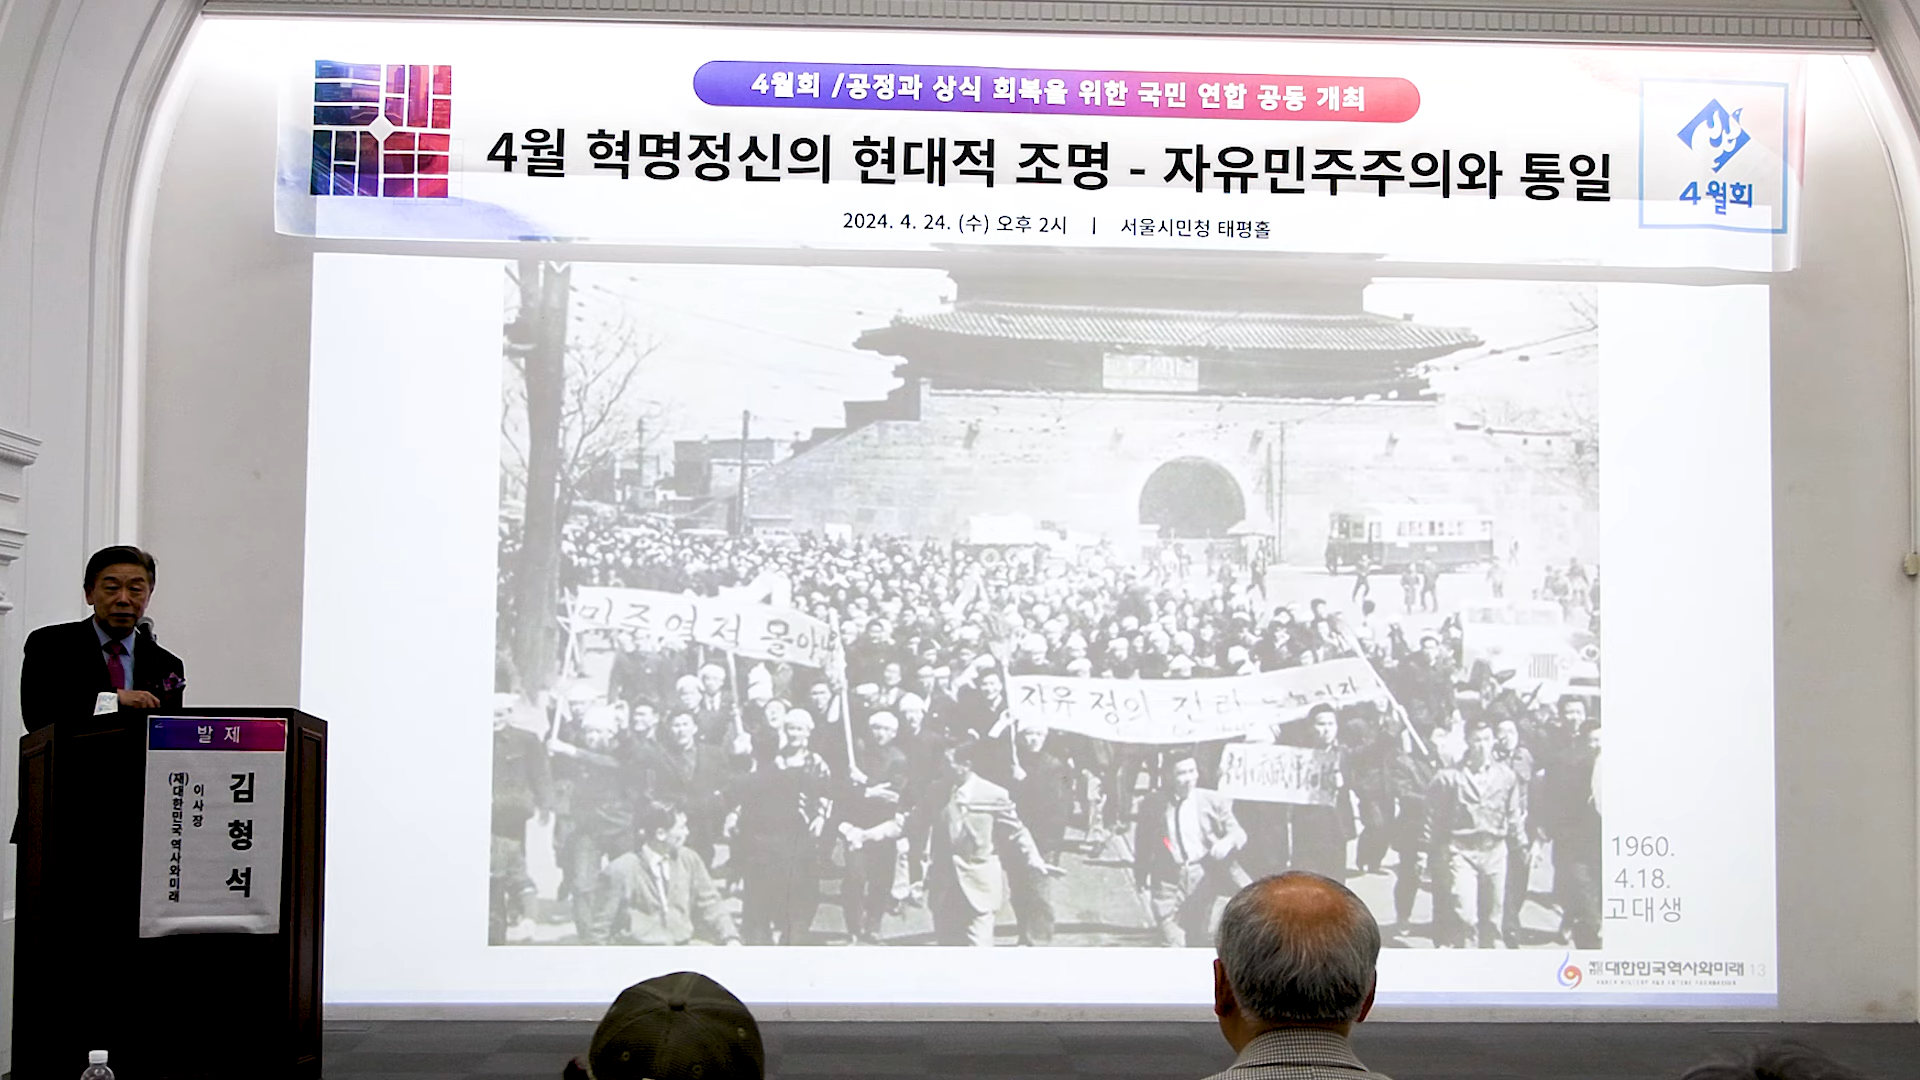 4월회 /공정과 상식 회복을 위한 국민 연합 공동 개최
4월 혁명정신의 현대적 조명 - 자유민주주의와 통일
2024. 4. 24. (수) 오후 2시 | 서울시민청 태평홀
4월회
민주역적 몰아내
자유 정의 진리
1960.
4.18.
고대생
대한민국역사와미래 13
발 제
김형석
이사장
(재)대한민국 역사와미래